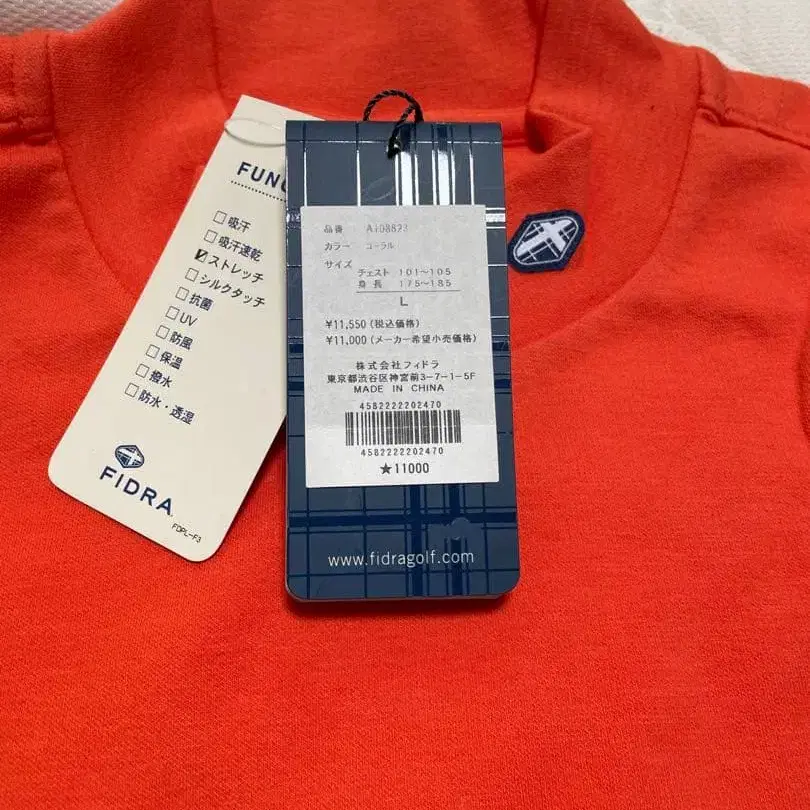 FUNC
□吸汗
□吸汗速乾
☑ストレッチ
□シルクタッチ
□抗菌
□UV
□防風
□保温
□撥水
□防水・透湿
FIDRA
FDPL-F3
品番 A108823
カラー コーラル
サイズ
チェスト 101〜105
身長 175〜185
L
¥11,550(税込価格)
¥11,000(メーカー希望小売価格)
株式会社フィドラ
東京都渋谷区神宮前3-7-1-5F
MADE IN CHINA
4582222202470
4582222202470
★11000
www.fidragolf.com